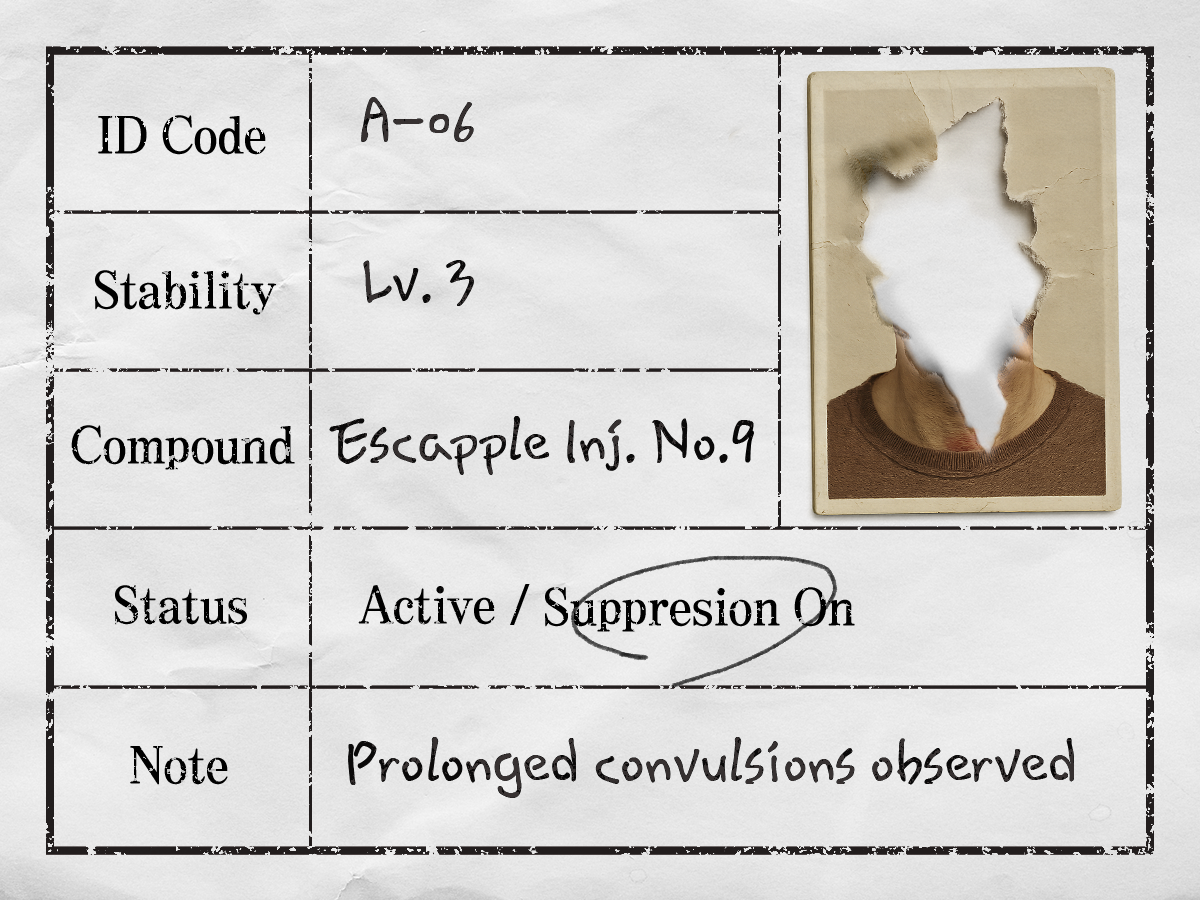 ID Code A-06
Stability Lv. 3
Compound Escapple Inj. No.9
Status Active / Suppresion On
Note Prolonged convulsions observed